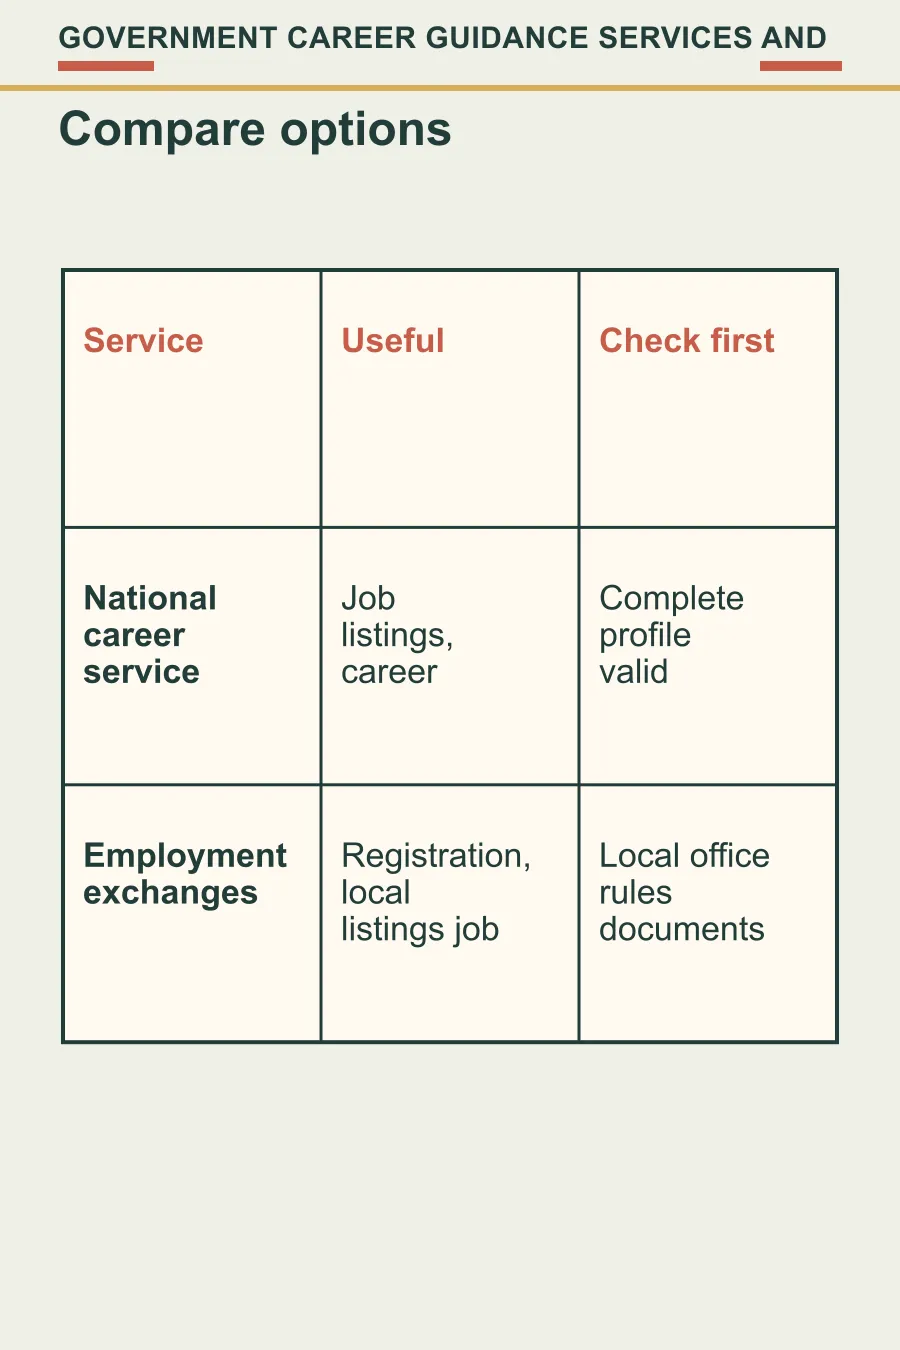 GOVERNMENT CAREER GUIDANCE SERVICES AND
Compare options
Service
Useful
Check first
National
career
service
Job
listings,
career
Complete
profile
valid
Employment
exchanges
Registration,
local
listings job
Local office
rules
documents